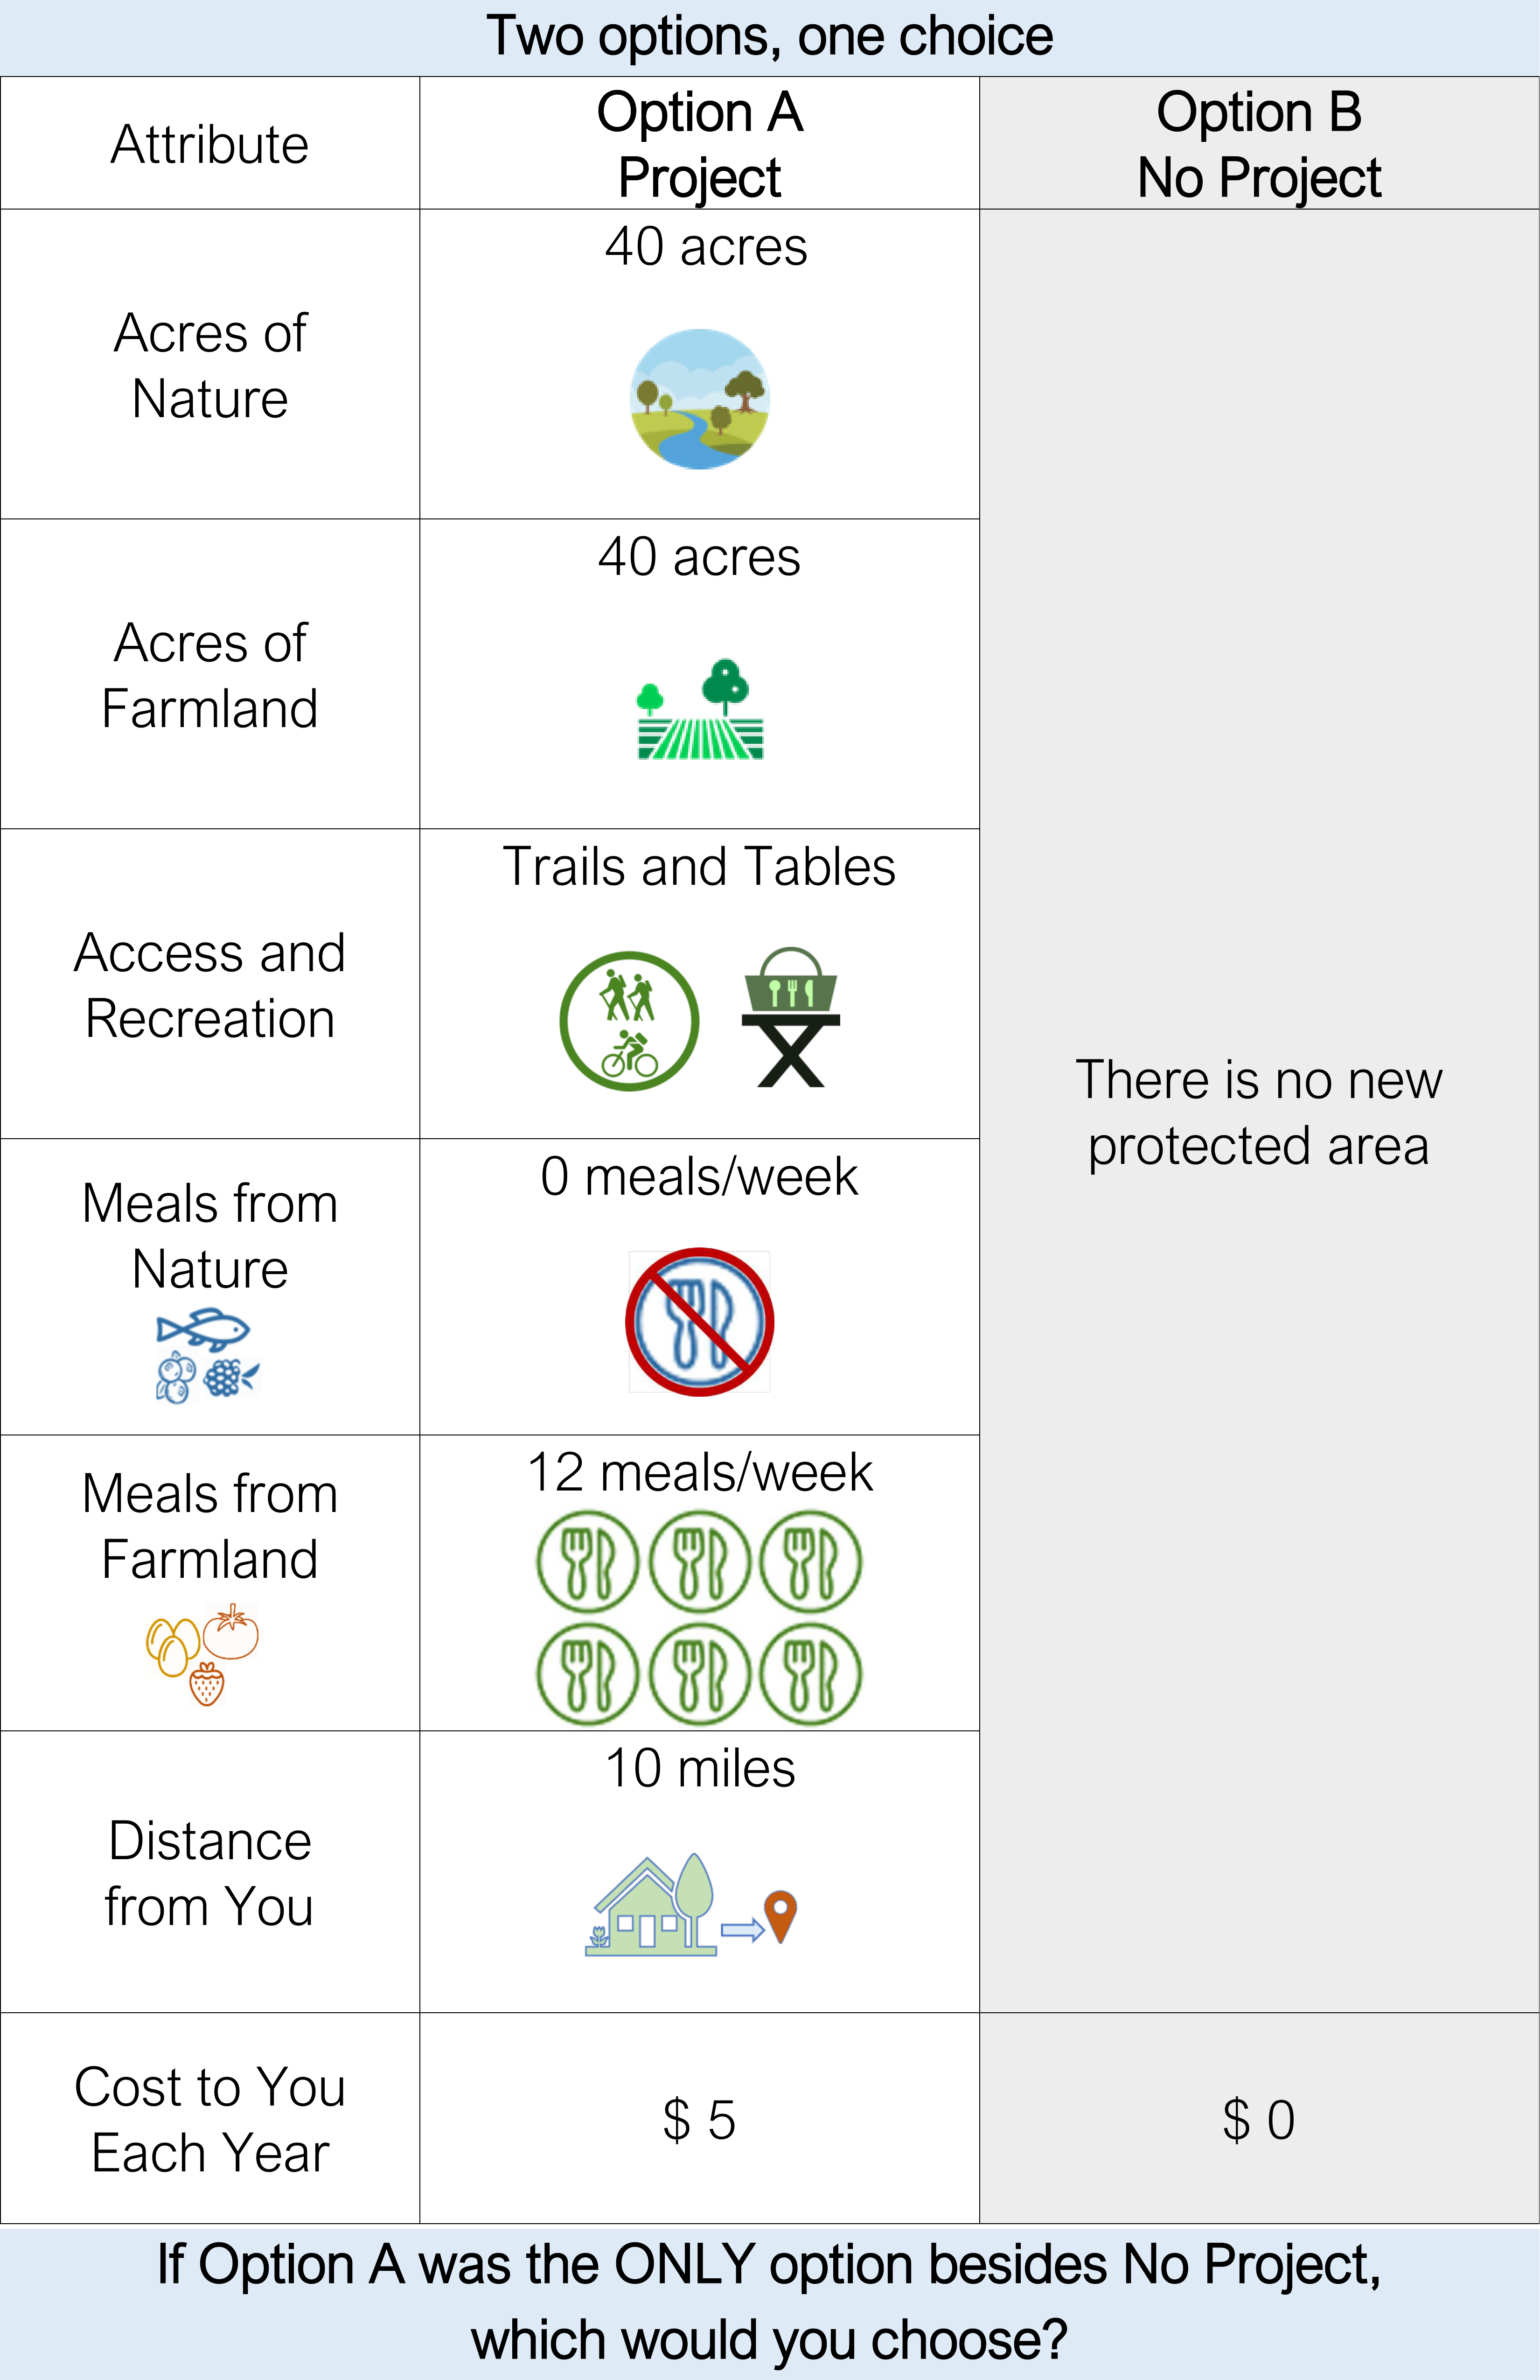 Two options, one choice
Attribute
Option A
Project
Option B
No Project
Acres of
Nature
40 acres
Acres of
Farmland
40 acres
Access and
Recreation
Trails and Tables
There is no new
protected area
Meals from
Nature
0 meals/week
Meals from
Farmland
12 meals/week
Distance
from You
10 miles
Cost to You
Each Year
$ 5
$ 0
If Option A was the ONLY option besides No Project,
which would you choose?